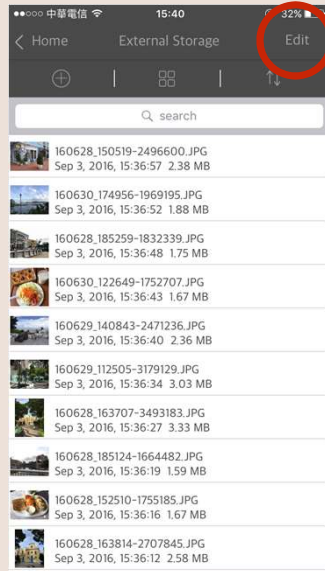 中華電信 15:40 32%
Home External Storage Edit
search
160628_150519-2496600.JPG
Sep 3, 2016, 15:36:57 2.38 MB
160630_174956-1969195.JPG
Sep 3, 2016, 15:36:52 1.88 MB
160628_185259-1832339.JPG
Sep 3, 2016, 15:36:48 1.75 MB
160630_122649-1752707.JPG
Sep 3, 2016, 15:36:43 1.67 MB
160629_140843-2471236.JPG
Sep 3, 2016, 15:36:40 2.36 MB
160629_112505-3179129.JPG
Sep 3, 2016, 15:36:34 3.03 MB
160628_163707-3493183.JPG
Sep 3, 2016, 15:36:27 3.33 MB
160628_185124-1664482.JPG
Sep 3, 2016, 15:36:19 1.59 MB
160628_152510-1755185.JPG
Sep 3, 2016, 15:36:16 1.67 MB
160628_163814-2707845.JPG
Sep 3, 2016, 15:36:12 2.58 MB